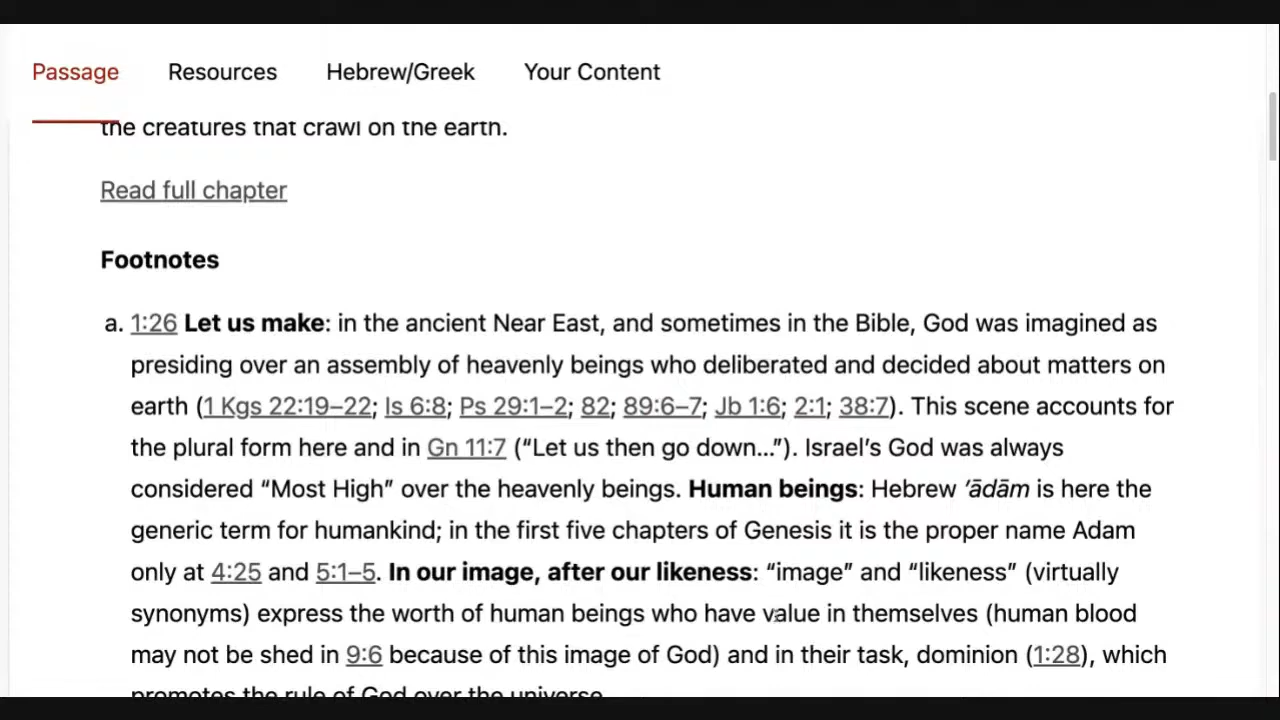 Passage Resources Hebrew/Greek Your Content
the creatures that crawl on the earth.
Read full chapter
Footnotes
a. 1:26 Let us make: in the ancient Near East, and sometimes in the Bible, God was imagined as
presiding over an assembly of heavenly beings who deliberated and decided about matters on
earth (1 Kgs 22:19–22; Is 6:8; Ps 29:1–2; 82; 89:6–7; Jb 1:6; 2:1; 38:7). This scene accounts for
the plural form here and in Gn 11:7 (“Let us then go down…”). Israel’s God was always
considered “Most High” over the heavenly beings. Human beings: Hebrew ’ādām is here the
generic term for humankind; in the first five chapters of Genesis it is the proper name Adam
only at 4:25 and 5:1–5. In our image, after our likeness: “image” and “likeness” (virtually
synonyms) express the worth of human beings who have value in themselves (human blood
may not be shed in 9:6 because of this image of God) and in their task, dominion (1:28), which
promotes the rule of God over the universe.